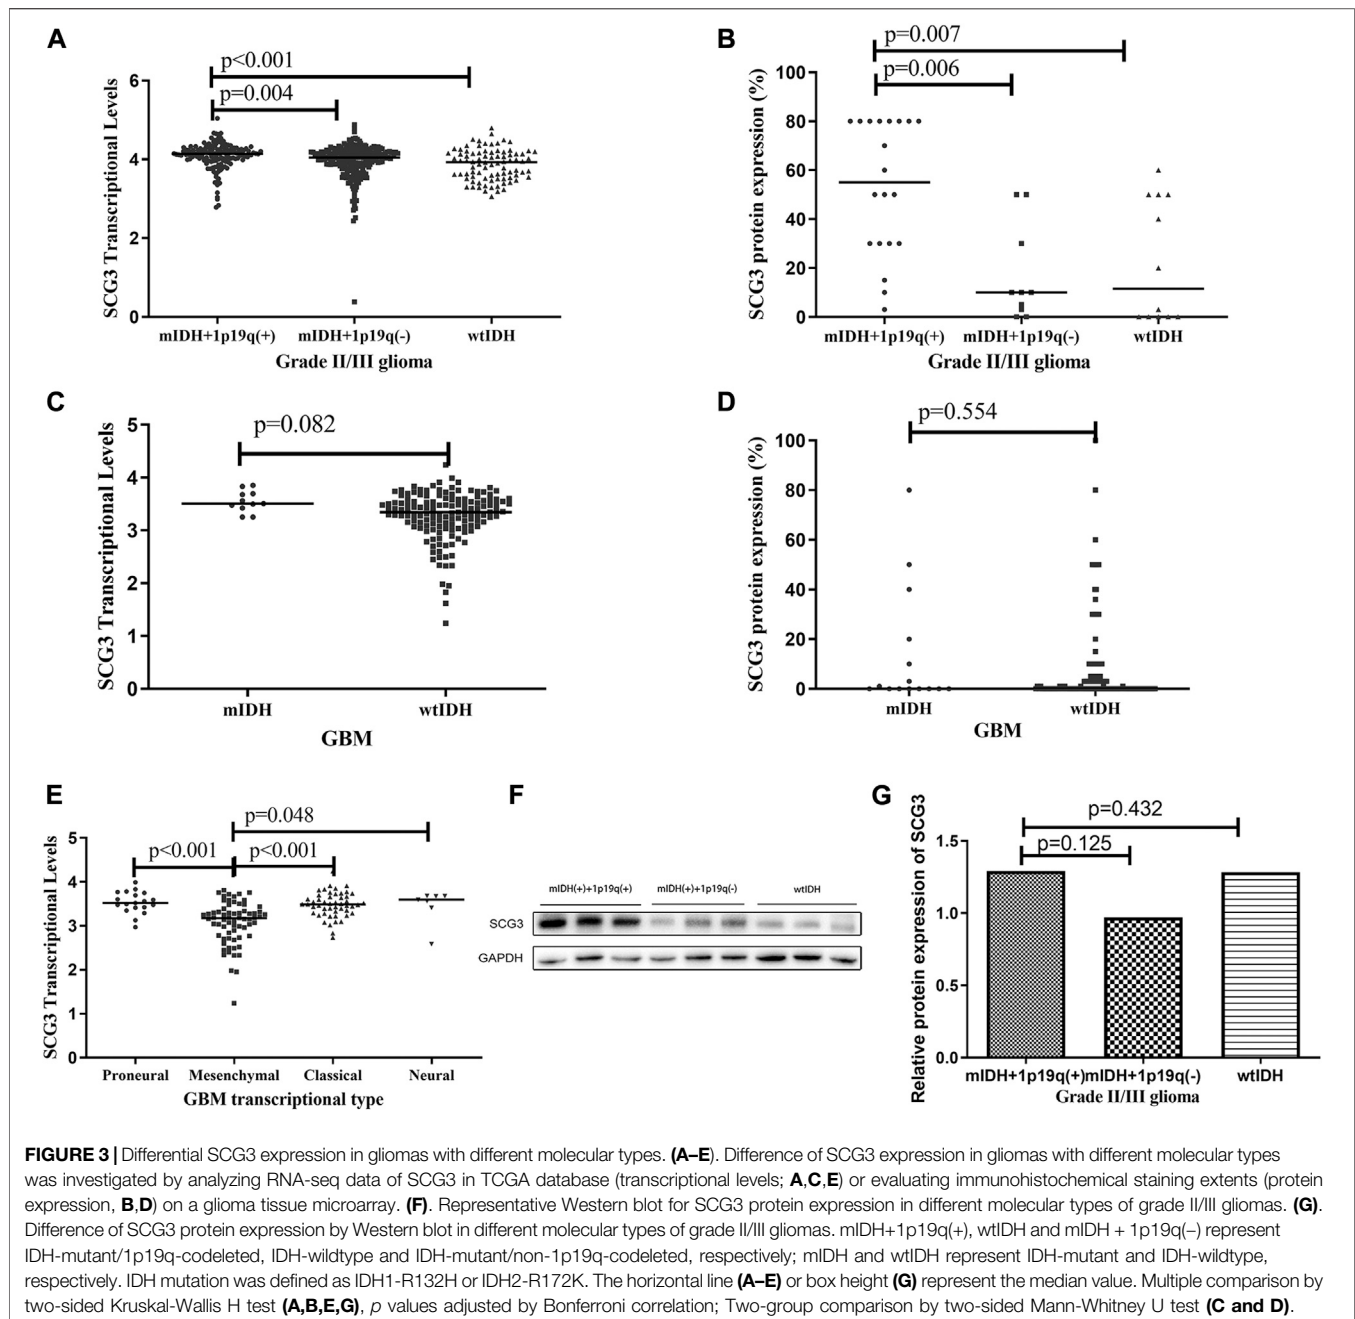 A
p<0.001
p=0.004
SCG3 Transcriptional Levels
6
4
2
0
mIDH+1p19q(+)
mIDH+1p19q(-)
wtIDH
Grade II/III glioma
B
p=0.007
p=0.006
SCG3 protein expression (%)
100
80
60
40
20
0
mIDH+1p19q(+)
mIDH+1p19q(-)
wtIDH
Grade II/III glioma
C
p=0.082
SCG3 Transcriptional Levels
5
4
3
2
1
0
mIDH
wtIDH
GBM
D
p=0.554
SCG3 protein expression (%)
100
80
60
40
20
0
mIDH
wtIDH
GBM
E
p=0.048
p<0.001
p<0.001
SCG3 Transcriptional Levels
5
4
3
2
1
0
Proneural
Mesenchymal
Classical
Neural
GBM transcriptional type
F
mIDH(+)+1p19q(+)
mIDH(+)+1p19q(-)
wtIDH
SCG3
GAPDH
G
p=0.432
p=0.125
Relative protein expression of SCG3
1.5
1.0
0.5
0.0
mIDH+1p19q(+)
mIDH+1p19q(-)
wtIDH
Grade II/III glioma
FIGURE 3 | Differential SCG3 expression in gliomas with different molecular types. (A–E). Difference of SCG3 expression in gliomas with different molecular types
was investigated by analyzing RNA-seq data of SCG3 in TCGA database (transcriptional levels; A,C,E) or evaluating immunohistochemical staining extents (protein
expression, B,D) on a glioma tissue microarray. (F). Representative Western blot for SCG3 protein expression in different molecular types of grade II/III gliomas. (G).
Difference of SCG3 protein expression by Western blot in different molecular types of grade II/III gliomas. mIDH+1p19q(+), wtIDH and mIDH + 1p19q(–) represent
IDH-mutant/1p19q-codeleted, IDH-wildtype and IDH-mutant/non-1p19q-codeleted, respectively; mIDH and wtIDH represent IDH-mutant and IDH-wildtype,
respectively. IDH mutation was defined as IDH1-R132H or IDH2-R172K. The horizontal line (A–E) or box height (G) represent the median value. Multiple comparison by
two-sided Kruskal-Wallis H test (A,B,E,G), p values adjusted by Bonferroni correlation; Two-group comparison by two-sided Mann-Whitney U test (C and D).